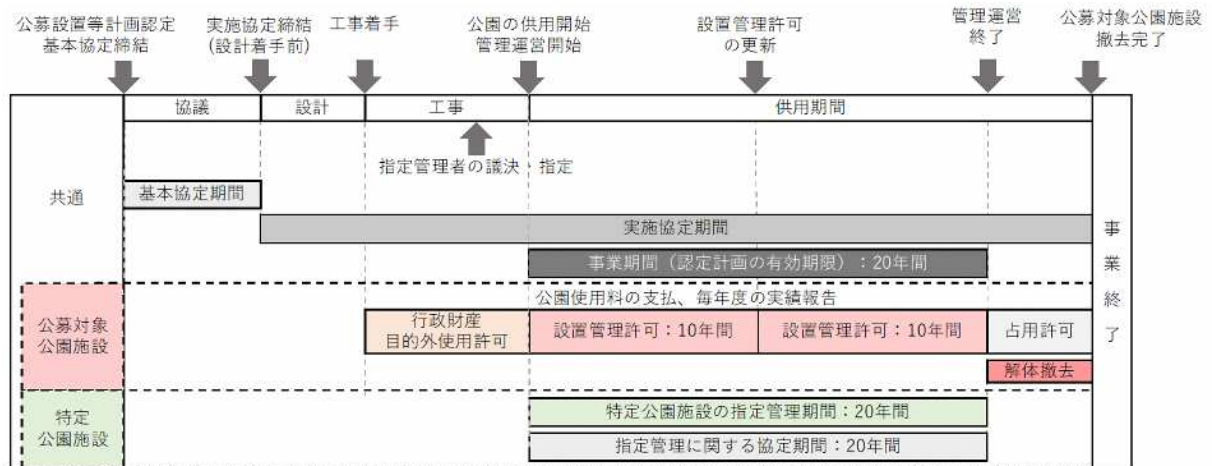 公募設置等計画認定
基本協定締結
実施協定締結
(設計着手前)
工事着手
公園の供用開始
管理運営開始
設置管理許可
の更新
管理運営
終了
公募対象公園施設
撤去完了
協議
設計
工事
供用期間
指定管理者の議決・指定
共通
基本協定期間
実施協定期間
事業期間（認定計画の有効期限）：20年間
事業終了
公園使用料の支払、毎年度の実績報告
公募対象
公園施設
行政財産
目的外使用許可
設置管理許可：10年間
設置管理許可：10年間
占用許可
解体撤去
特定
公園施設
特定公園施設の指定管理期間：20年間
指定管理に関する協定期間：20年間